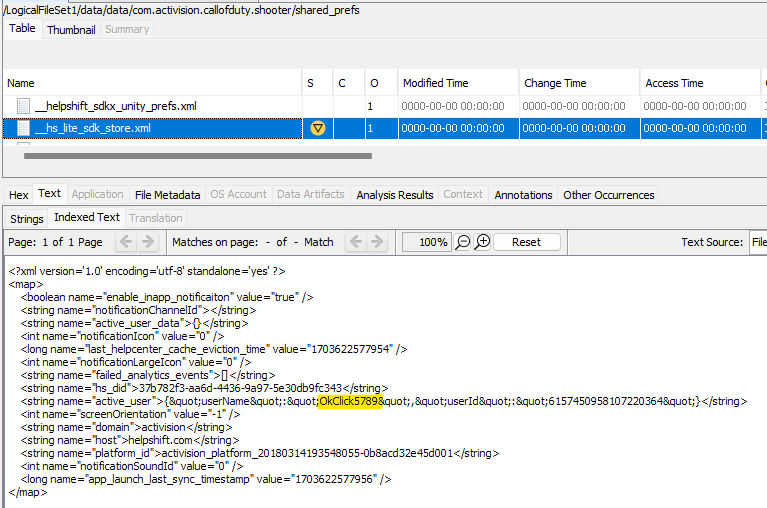 /LogicalFileSet1/data/data/com.activision.callofduty.shooter/shared_prefs
Table Thumbnail Summary
Name S C O Modified Time Change Time Access Time
__helpshift_sdkx_unity_prefs.xml 1 0000-00-00 00:00:00 0000-00-00 00:00:00 0000-00-00 00:00:00
__hs_lite_sdk_store.xml 1 0000-00-00 00:00:00 0000-00-00 00:00:00 0000-00-00 00:00:00
Hex Text Application File Metadata OS Account Data Artifacts Analysis Results Context Annotations Other Occurrences
Strings Indexed Text Translation
Page: 1 of 1 Page Matches on page: - of - Match 100% Reset Text Source: File
<?xml version='1.0' encoding='utf-8' standalone='yes' ?>
<map>
<boolean name="enable_inapp_notificaiton" value="true" />
<string name="notificationChannelId"></string>
<string name="active_user_data">{}</string>
<int name="notificationIcon" value="0" />
<long name="last_helpcenter_cache_eviction_time" value="1703622577954" />
<int name="notificationLargeIcon" value="0" />
<string name="failed_analytics_events">[]</string>
<string name="hs_did">37b782f3-aa6d-4436-9a97-5e30db9fc343</string>
<string name="active_user">{&quot;userName&quot;:&quot;OkClick5789&quot;,&quot;userId&quot;:&quot;6157450958107220364&quot;}</string>
<int name="screenOrientation" value="-1" />
<string name="domain">activision</string>
<string name="host">helpshift.com</string>
<string name="platform_id">activision_platform_20180314193548055-0b8acd32e45d001</string>
<int name="notificationSoundId" value="0" />
<long name="app_launch_last_sync_timestamp" value="1703622577956" />
</map>